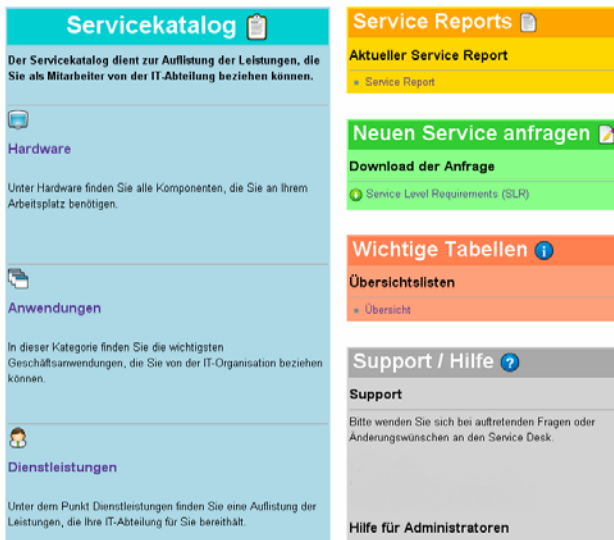 Servicekatalog
Der Servicekatalog dient zur Auflistung der Leistungen, die
Sie als Mitarbeiter von der IT-Abteilung beziehen können.
Hardware
Unter Hardware finden Sie alle Komponenten, die Sie an Ihrem
Arbeitsplatz benötigen.
Anwendungen
In dieser Kategorie finden Sie die wichtigsten
Geschäftsanwendungen, die Sie von der IT-Organisation beziehen
können.
Dienstleistungen
Unter dem Punkt Dienstleistungen finden Sie eine Auflistung der
Leistungen, die Ihre IT-Abteilung für Sie bereithält.
Service Reports
Aktueller Service Report
Service Report
Neuen Service anfragen
Download der Anfrage
Service Level Requirements (SLR)
Wichtige Tabellen
Übersichtslisten
Übersicht
Support / Hilfe
Support
Bitte wenden Sie sich bei auftretenden Fragen oder
Änderungswünschen an den Service Desk.
Hilfe für Administratoren